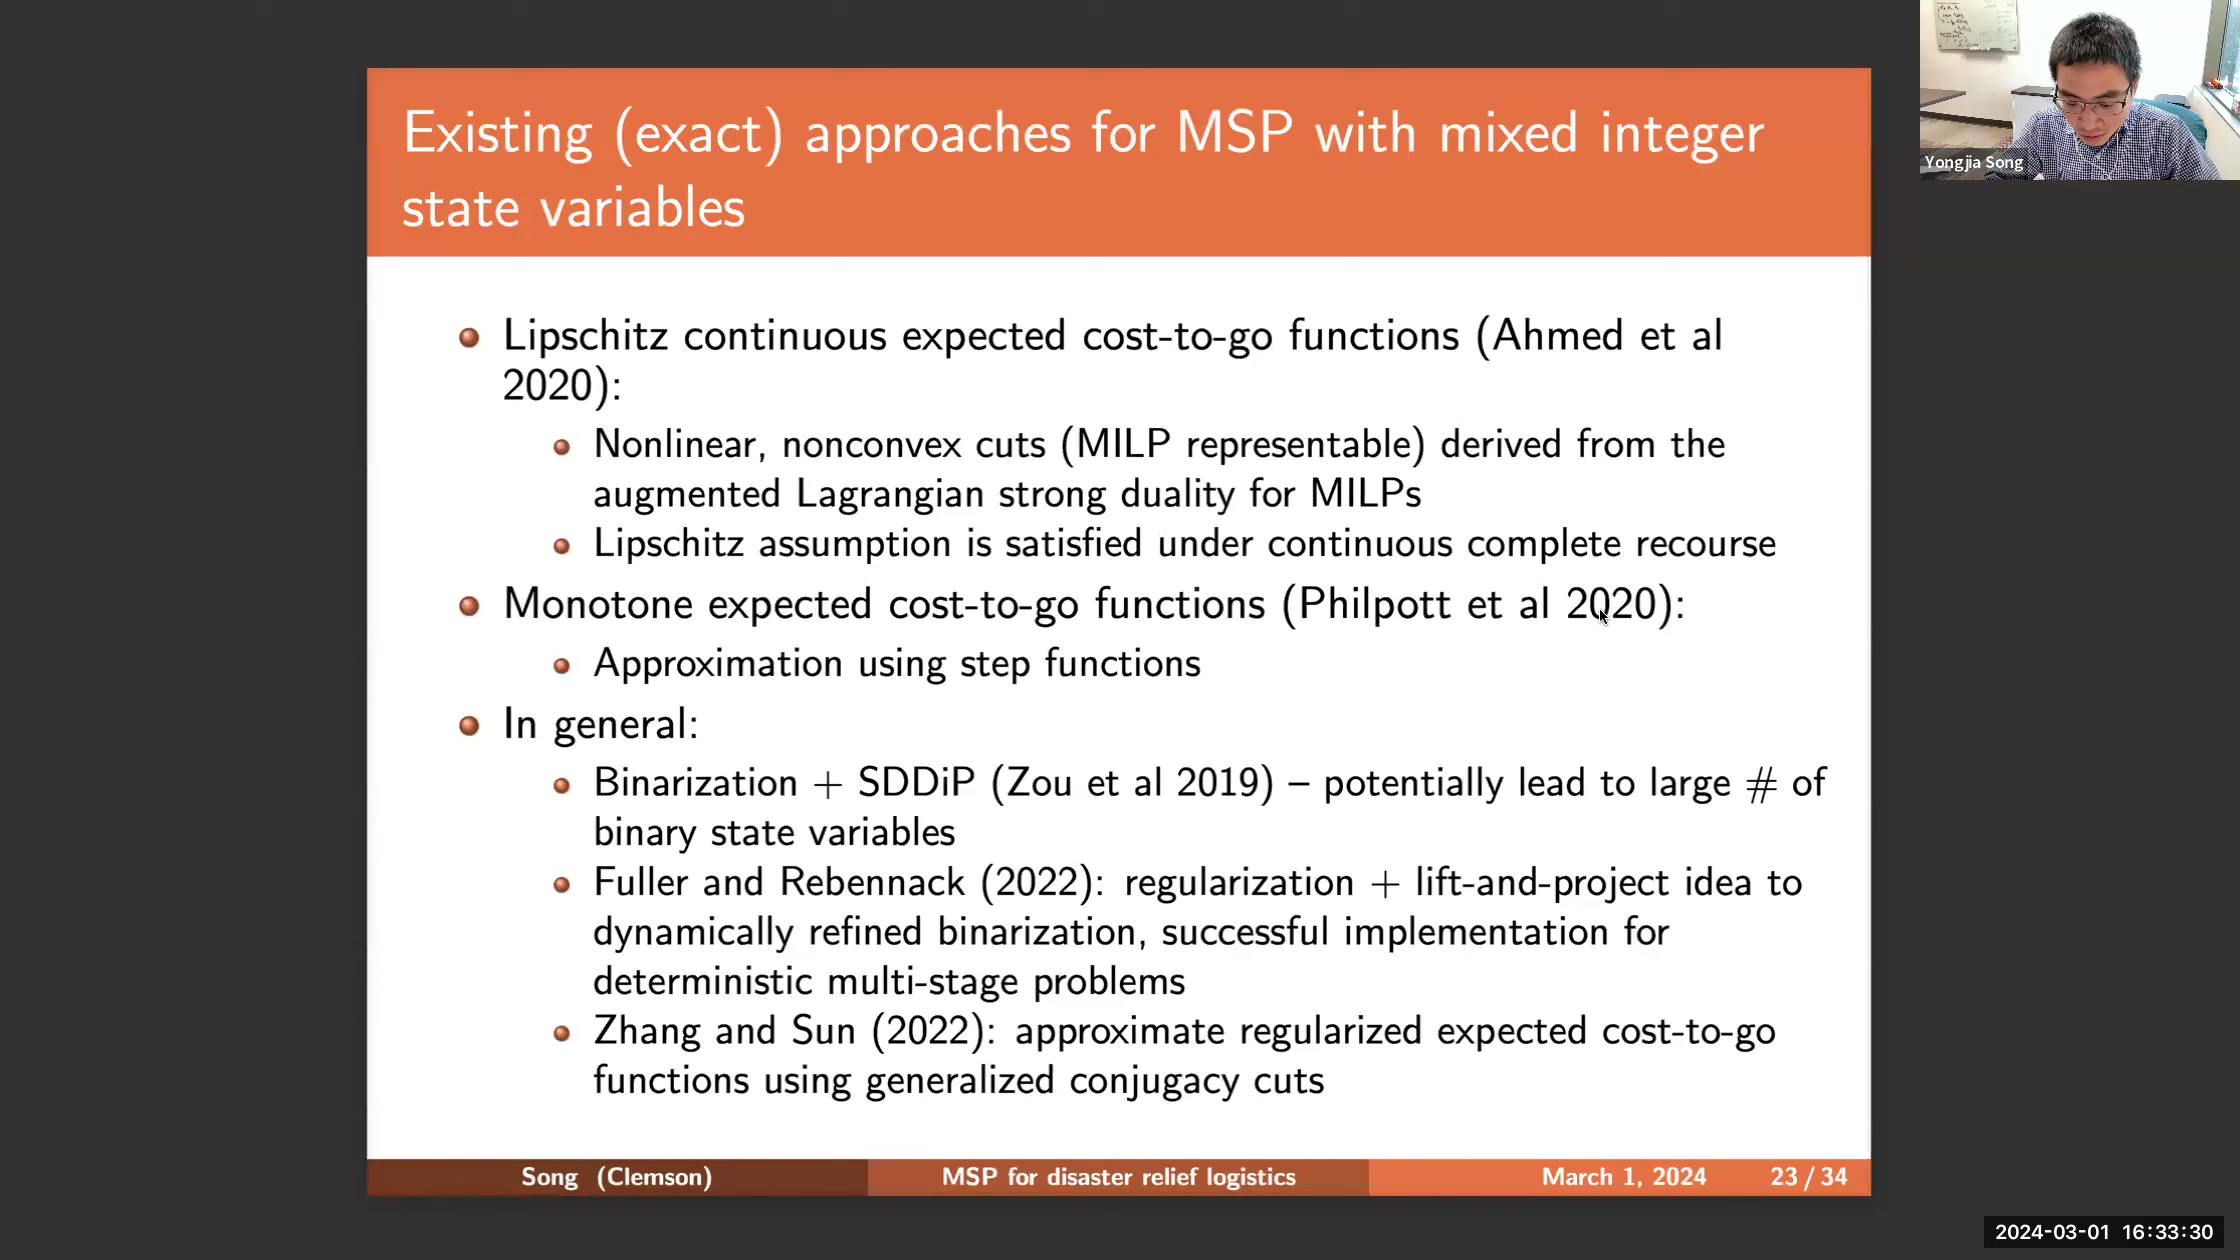 Existing (exact) approaches for MSP with mixed integer
state variables
Lipschitz continuous expected cost-to-go functions (Ahmed et al
2020):
Nonlinear, nonconvex cuts (MILP representable) derived from the
augmented Lagrangian strong duality for MILPs
Lipschitz assumption is satisfied under continuous complete recourse
Monotone expected cost-to-go functions (Philpott et al 2020):
Approximation using step functions
In general:
Binarization + SDDiP (Zou et al 2019) – potentially lead to large # of
binary state variables
Fuller and Rebennack (2022): regularization + lift-and-project idea to
dynamically refined binarization, successful implementation for
deterministic multi-stage problems
Zhang and Sun (2022): approximate regularized expected cost-to-go
functions using generalized conjugacy cuts
Song (Clemson)
MSP for disaster relief logistics
March 1, 2024
23 / 34
Yongjia Song
2024-03-01 16:33:30